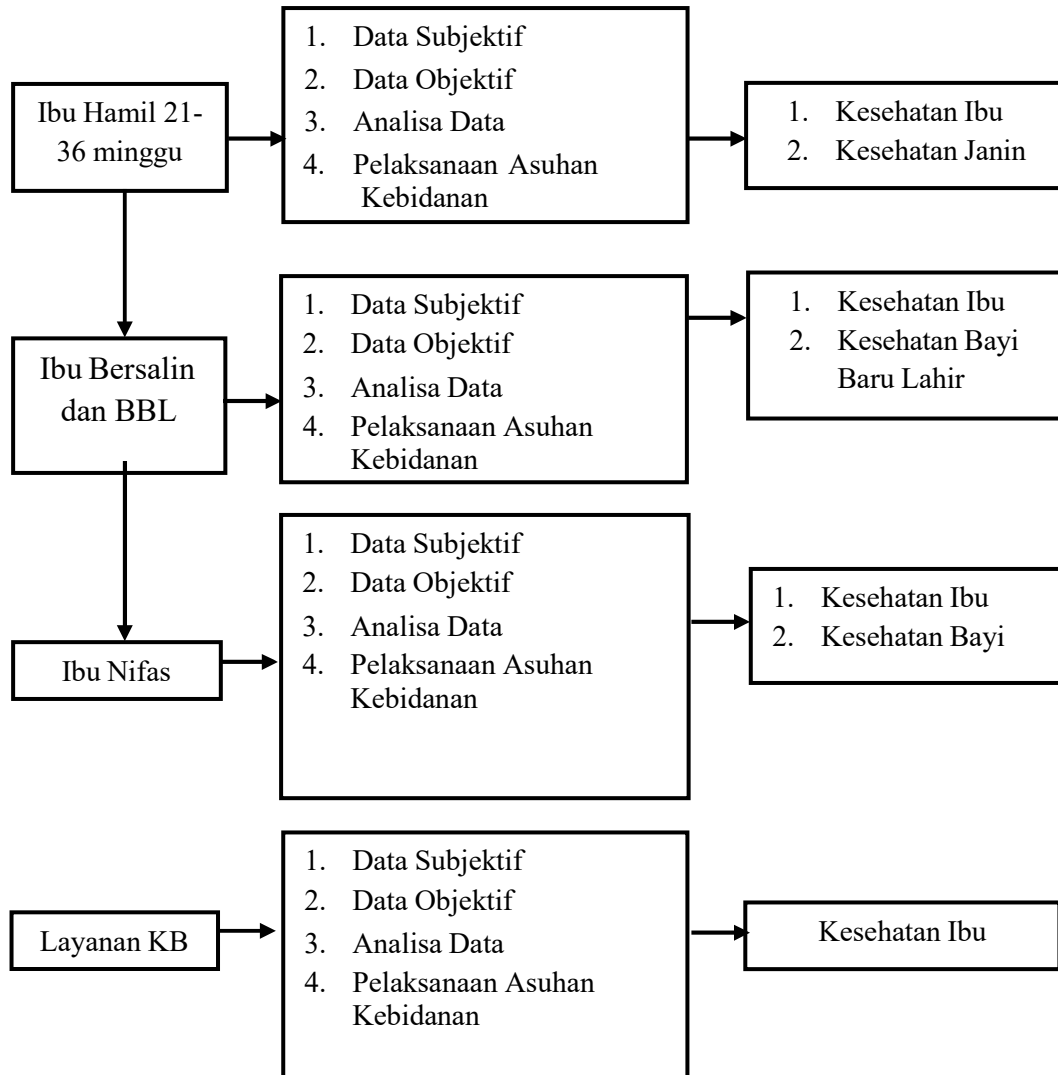 Ibu Hamil 21-
36 minggu
1. Data Subjektif
2. Data Objektif
3. Analisa Data
4. Pelaksanaan Asuhan
Kebidanan
1. Kesehatan Ibu
2. Kesehatan Janin
Ibu Bersalin
dan BBL
1. Data Subjektif
2. Data Objektif
3. Analisa Data
4. Pelaksanaan Asuhan
Kebidanan
1. Kesehatan Ibu
2. Kesehatan Bayi
Baru Lahir
Ibu Nifas
1. Data Subjektif
2. Data Objektif
3. Analisa Data
4. Pelaksanaan Asuhan
Kebidanan
1. Kesehatan Ibu
2. Kesehatan Bayi
Layanan KB
1. Data Subjektif
2. Data Objektif
3. Analisa Data
4. Pelaksanaan Asuhan
Kebidanan
Kesehatan Ibu